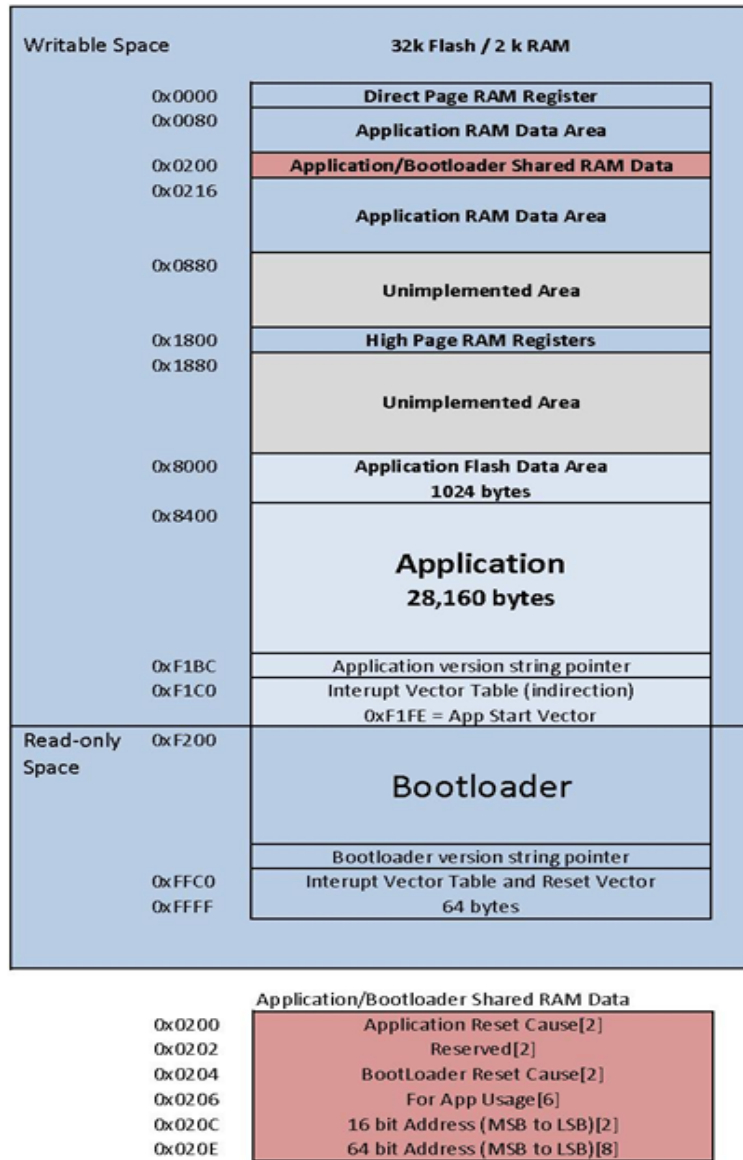 Writable Space 32k Flash / 2 k RAM
0x0000 Direct Page RAM Register
0x0080 Application RAM Data Area
0x0200 Application/Bootloader Shared RAM Data
0x0216 Application RAM Data Area
0x0880 Unimplemented Area
0x1800 High Page RAM Registers
0x1880 Unimplemented Area
0x8000 Application Flash Data Area
1024 bytes
0x8400 Application
28,160 bytes
0xF1BC Application version string pointer
0xF1C0 Interupt Vector Table (indirection)
0xF1FE = App Start Vector
Read-only Space 0xF200 Bootloader
Bootloader version string pointer
0xFFC0 Interupt Vector Table and Reset Vector
0xFFFF 64 bytes
Application/Bootloader Shared RAM Data
0x0200 Application Reset Cause[2]
0x0202 Reserved[2]
0x0204 BootLoader Reset Cause[2]
0x0206 For App Usage[6]
0x020C 16 bit Address (MSB to LSB)[2]
0x020E 64 bit Address (MSB to LSB)[8]